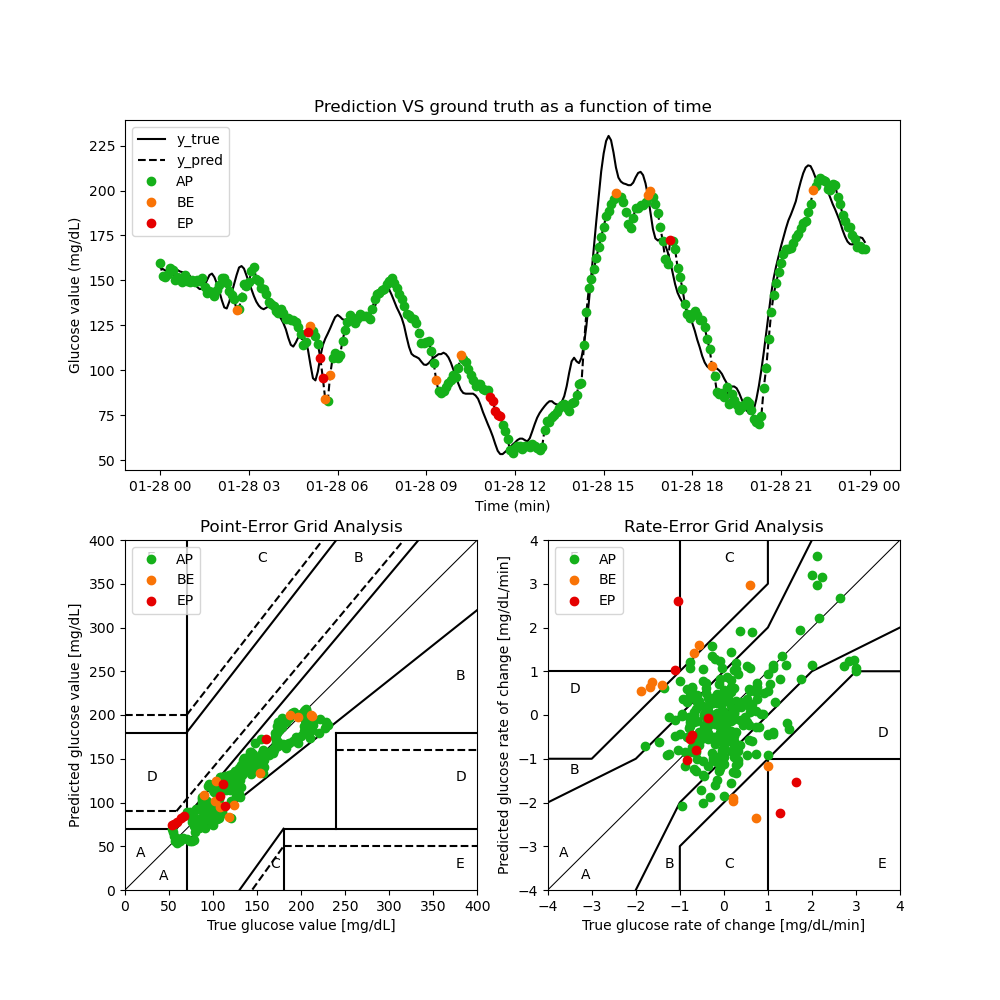 Prediction VS ground truth as a function of time
y_true
y_pred
AP
BE
EP
Glucose value (mg/dL)
225
200
175
150
125
100
75
50
01-28 00 01-28 03 01-28 06 01-28 09 01-28 12 01-28 15 01-28 18 01-28 21 01-29 00
Time (min)
Point-Error Grid Analysis
AP
BE
EP
C
B
B
D
D
A
A
C
E
Predicted glucose value [mg/dL]
400
350
300
250
200
150
100
50
0
0 50 100 150 200 250 300 350 400
True glucose value [mg/dL]
Rate-Error Grid Analysis
AP
BE
EP
C
D
D
B
A
A
B
C
E
Predicted glucose rate of change [mg/dL/min]
4
3
2
1
0
−1
−2
−3
−4
−4 −3 −2 −1 0 1 2 3 4
True glucose rate of change [mg/dL/min]